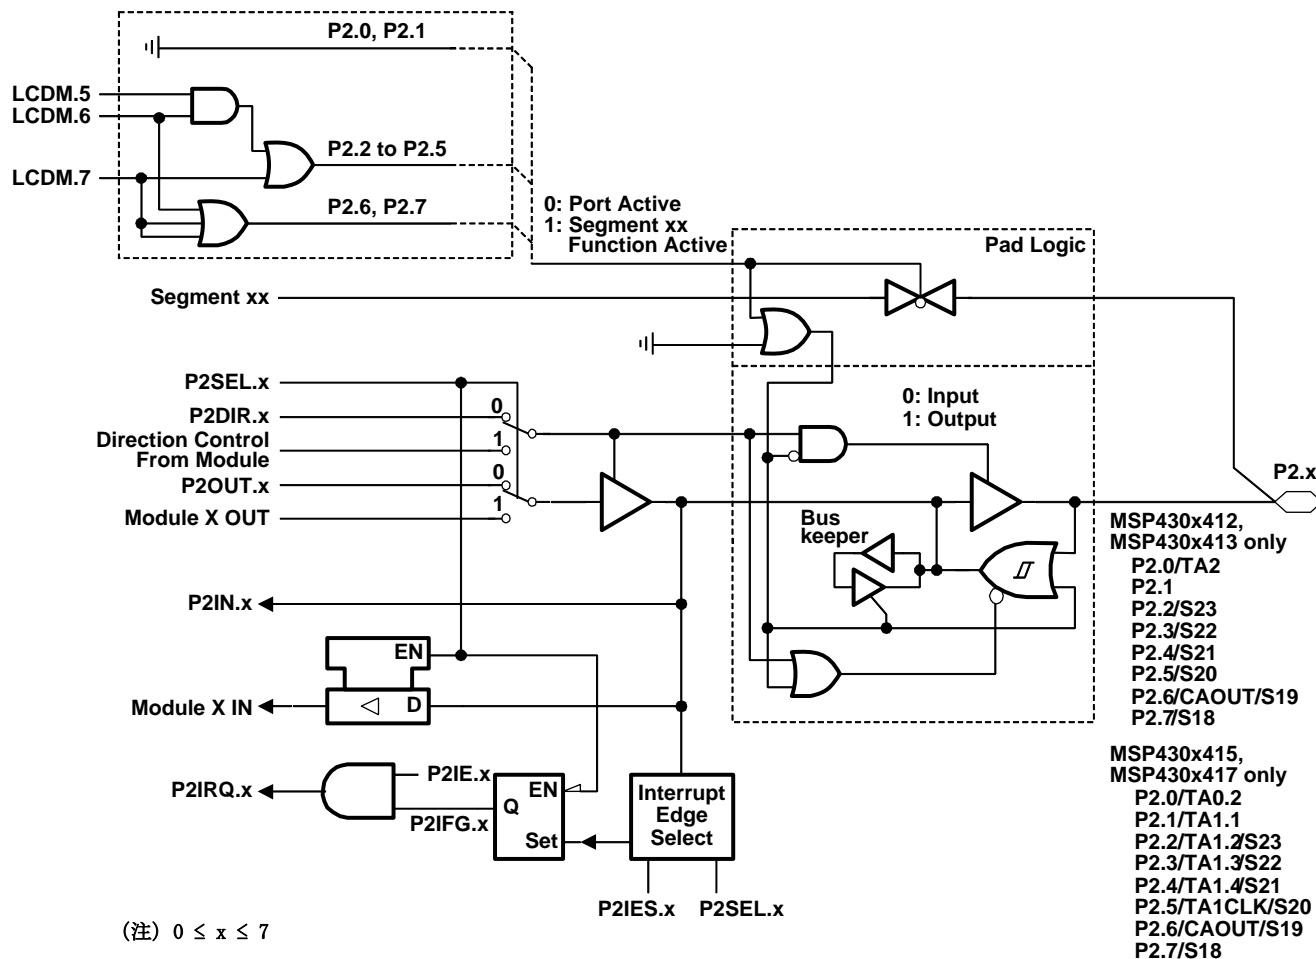 P2.0, P2.1
LCDM.5
LCDM.6
P2.2 to P2.5
LCDM.7
P2.6, P2.7
0: Port Active
1: Segment xx
Function Active
Pad Logic
Segment xx
P2SEL.x
0: Input
1: Output
P2DIR.x
0
Direction Control
From Module
1
P2OUT.x
0
Module X OUT
1
P2.x
Bus
keeper
MSP430x412,
MSP430x413 only
P2.0/TA2
P2.1
P2.2/S23
P2.3/S22
P2.4/S21
P2.5/S20
P2.6/CAOUT/S19
P2.7/S18
P2IN.x
EN
Module X IN
D
MSP430x415,
MSP430x417 only
P2.0/TA0.2
P2.1/TA1.1
P2.2/TA1.2/S23
P2.3/TA1.3/S22
P2.4/TA1.4/S21
P2.5/TA1CLK/S20
P2.6/CAOUT/S19
P2.7/S18
P2IE.x
P2IRQ.x
P2IFG.x
EN
Q
Set
Interrupt
Edge
Select
P2IES.x
P2SEL.x
(注) 0 ≤ x ≤ 7